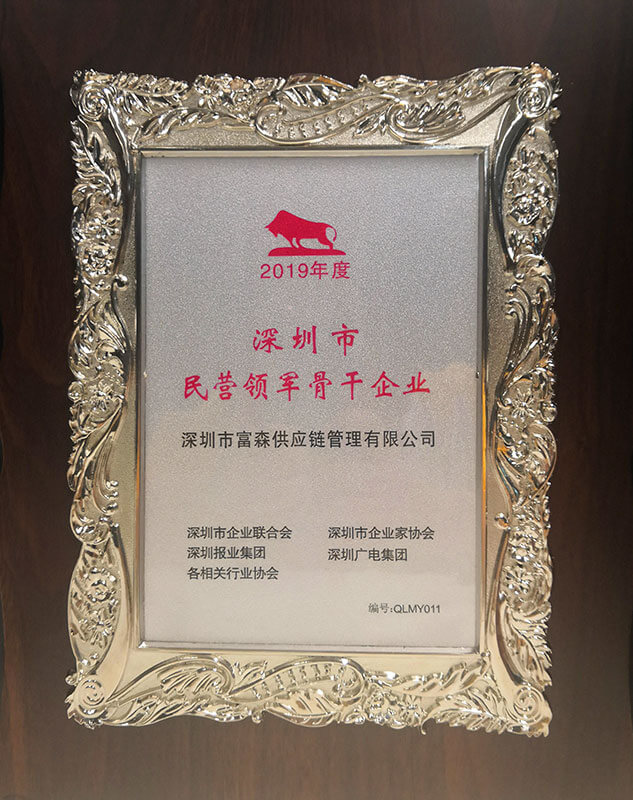 2019年度
深圳市
民营领军骨干企业
深圳市富森供应链管理有限公司
深圳市企业联合会 深圳市企业家协会
深圳报业集团 深圳广电集团
各相关行业协会
编号:QLMY011